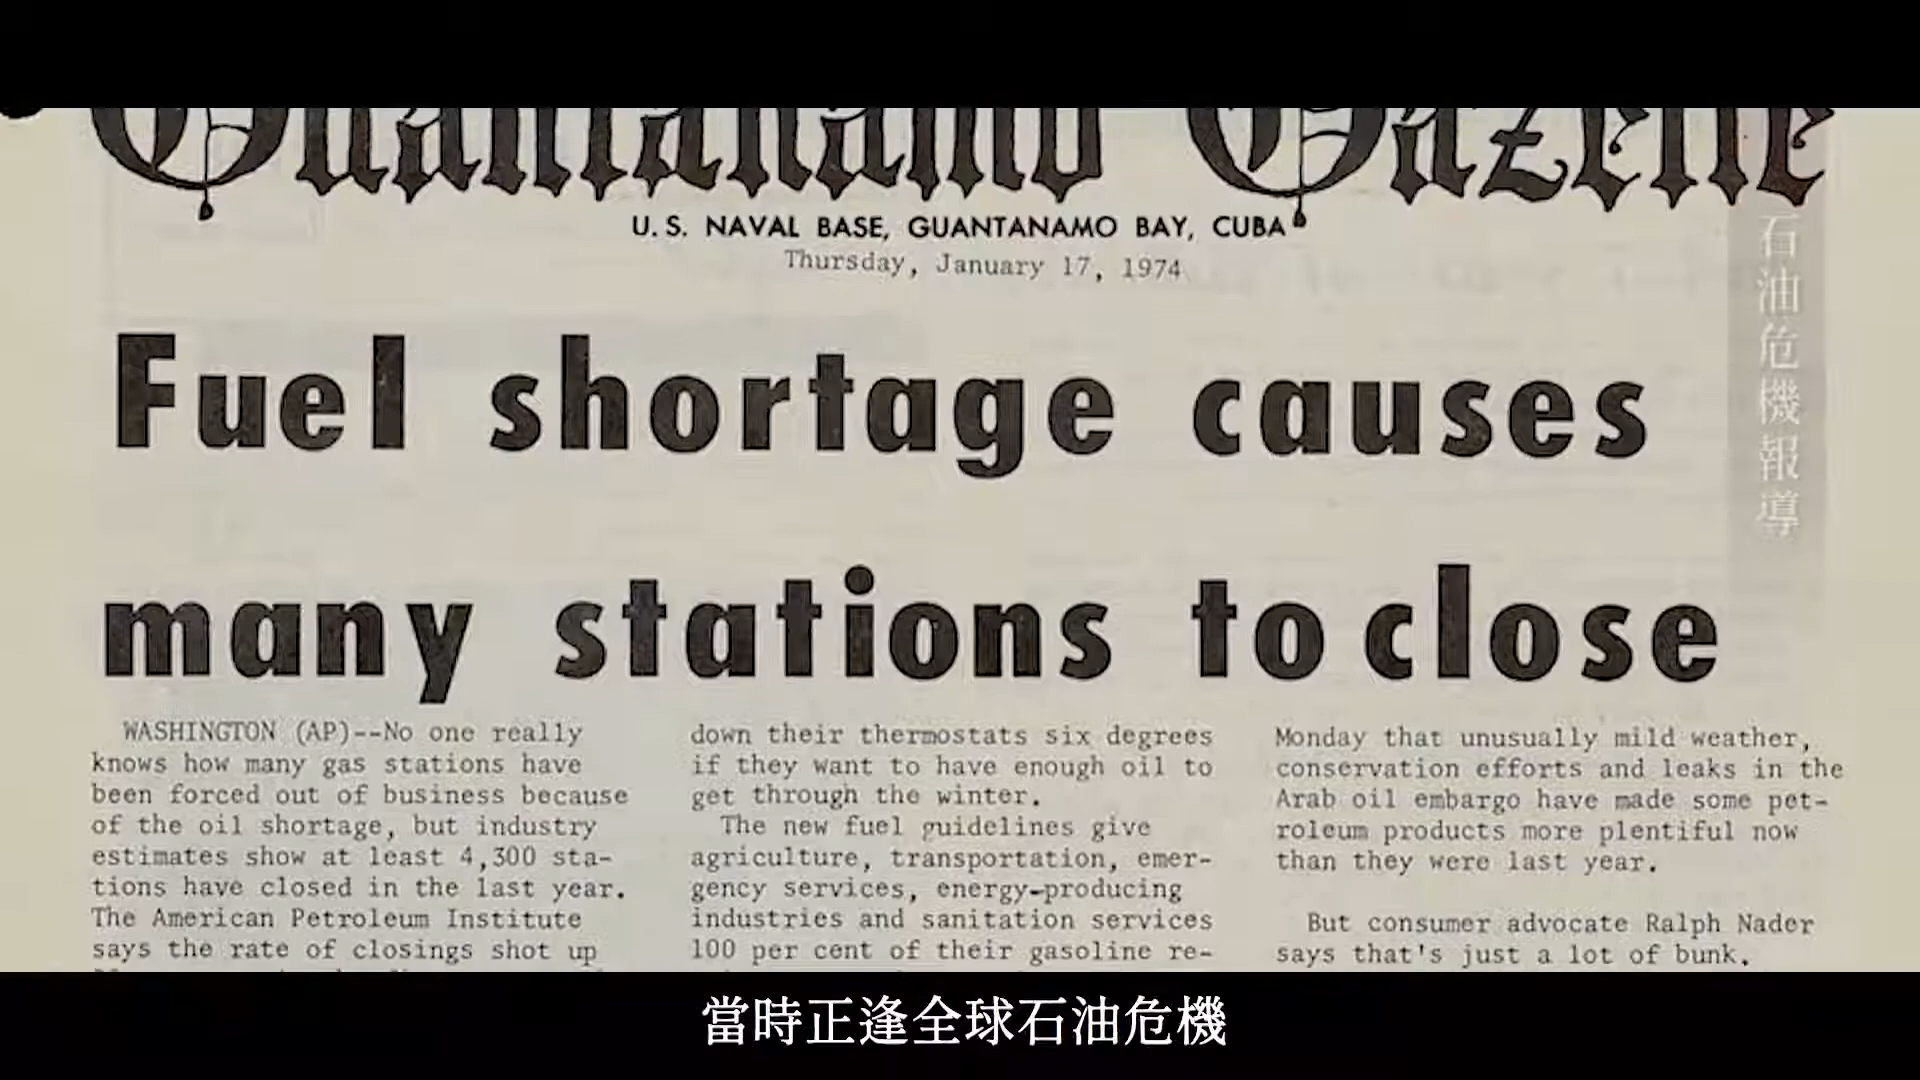 Guantanamo Gazette
U.S. NAVAL BASE, GUANTANAMO BAY, CUBA
Thursday, January 17, 1974
石油危機報導
Fuel shortage causes
many stations to close
WASHINGTON (AP)--No one really
knows how many gas stations have
been forced out of business because
of the oil shortage, but industry
estimates show at least 4,300 sta-
tions have closed in the last year.
The American Petroleum Institute
says the rate of closings shot up
down their thermostats six degrees
if they want to have enough oil to
get through the winter.
The new fuel guidelines give
agriculture, transportation, emer-
gency services, energy-producing
industries and sanitation services
100 per cent of their gasoline re-
Monday that unusually mild weather,
conservation efforts and leaks in the
Arab oil embargo have made some pet-
roleum products more plentiful now
than they were last year.
But consumer advocate Ralph Nader
says that's just a lot of bunk.
當時正逢全球石油危機